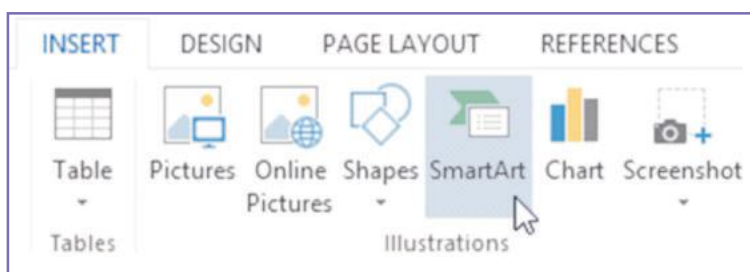 INSERT DESIGN PAGE LAYOUT REFERENCES
Table Pictures Online Pictures Shapes SmartArt Chart Screenshot
Tables Illustrations